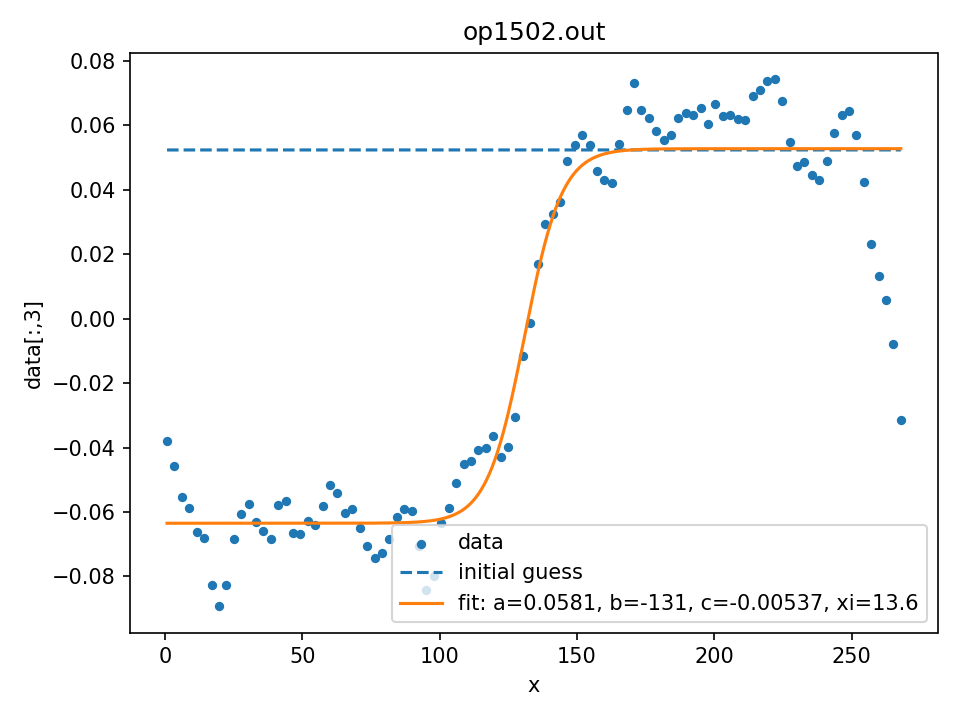 op1502.out
0.08
0.06
0.04
0.02
0.00
−0.02
−0.04
−0.06
−0.08
data[:,3]
data
initial guess
fit: a=0.0581, b=-131, c=-0.00537, xi=13.6
0 50 100 150 200 250
x